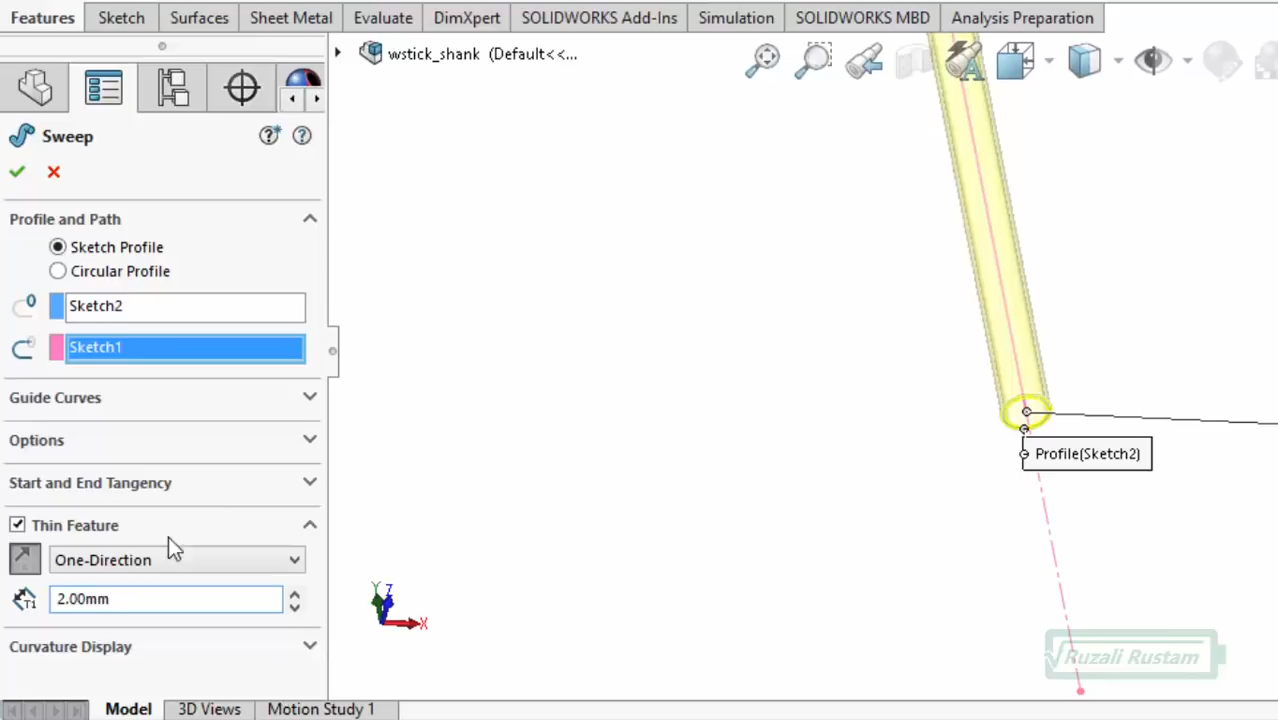 Features Sketch Surfaces Sheet Metal Evaluate DimXpert SOLIDWORKS Add-Ins Simulation SOLIDWORKS MBD Analysis Preparation
wstick_shank (Default<<...
Sweep
Profile and Path
Sketch Profile
Circular Profile
Sketch2
Sketch1
Guide Curves
Options
Start and End Tangency
Thin Feature
One-Direction
T1 2.00mm
Curvature Display
Profile(Sketch2)
Y Z X
Ruzali Rustam
Model 3D Views Motion Study 1